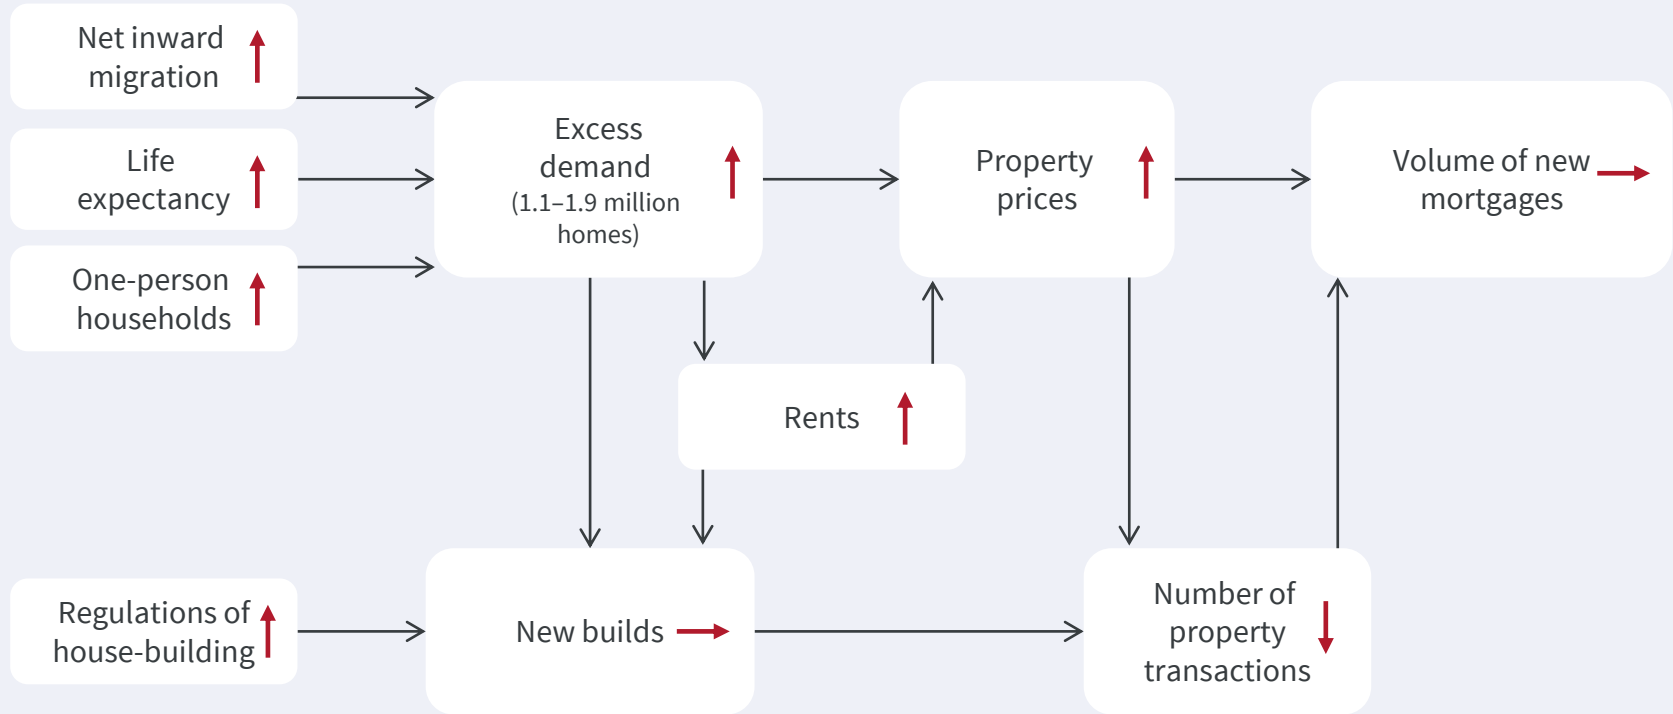 Net inward
migration
Life
expectancy
One-person
households
Excess
demand
(1.1–1.9 million
homes)
Property
prices
Volume of new
mortgages
Rents
Regulations of
house-building
New builds
Number of
property
transactions